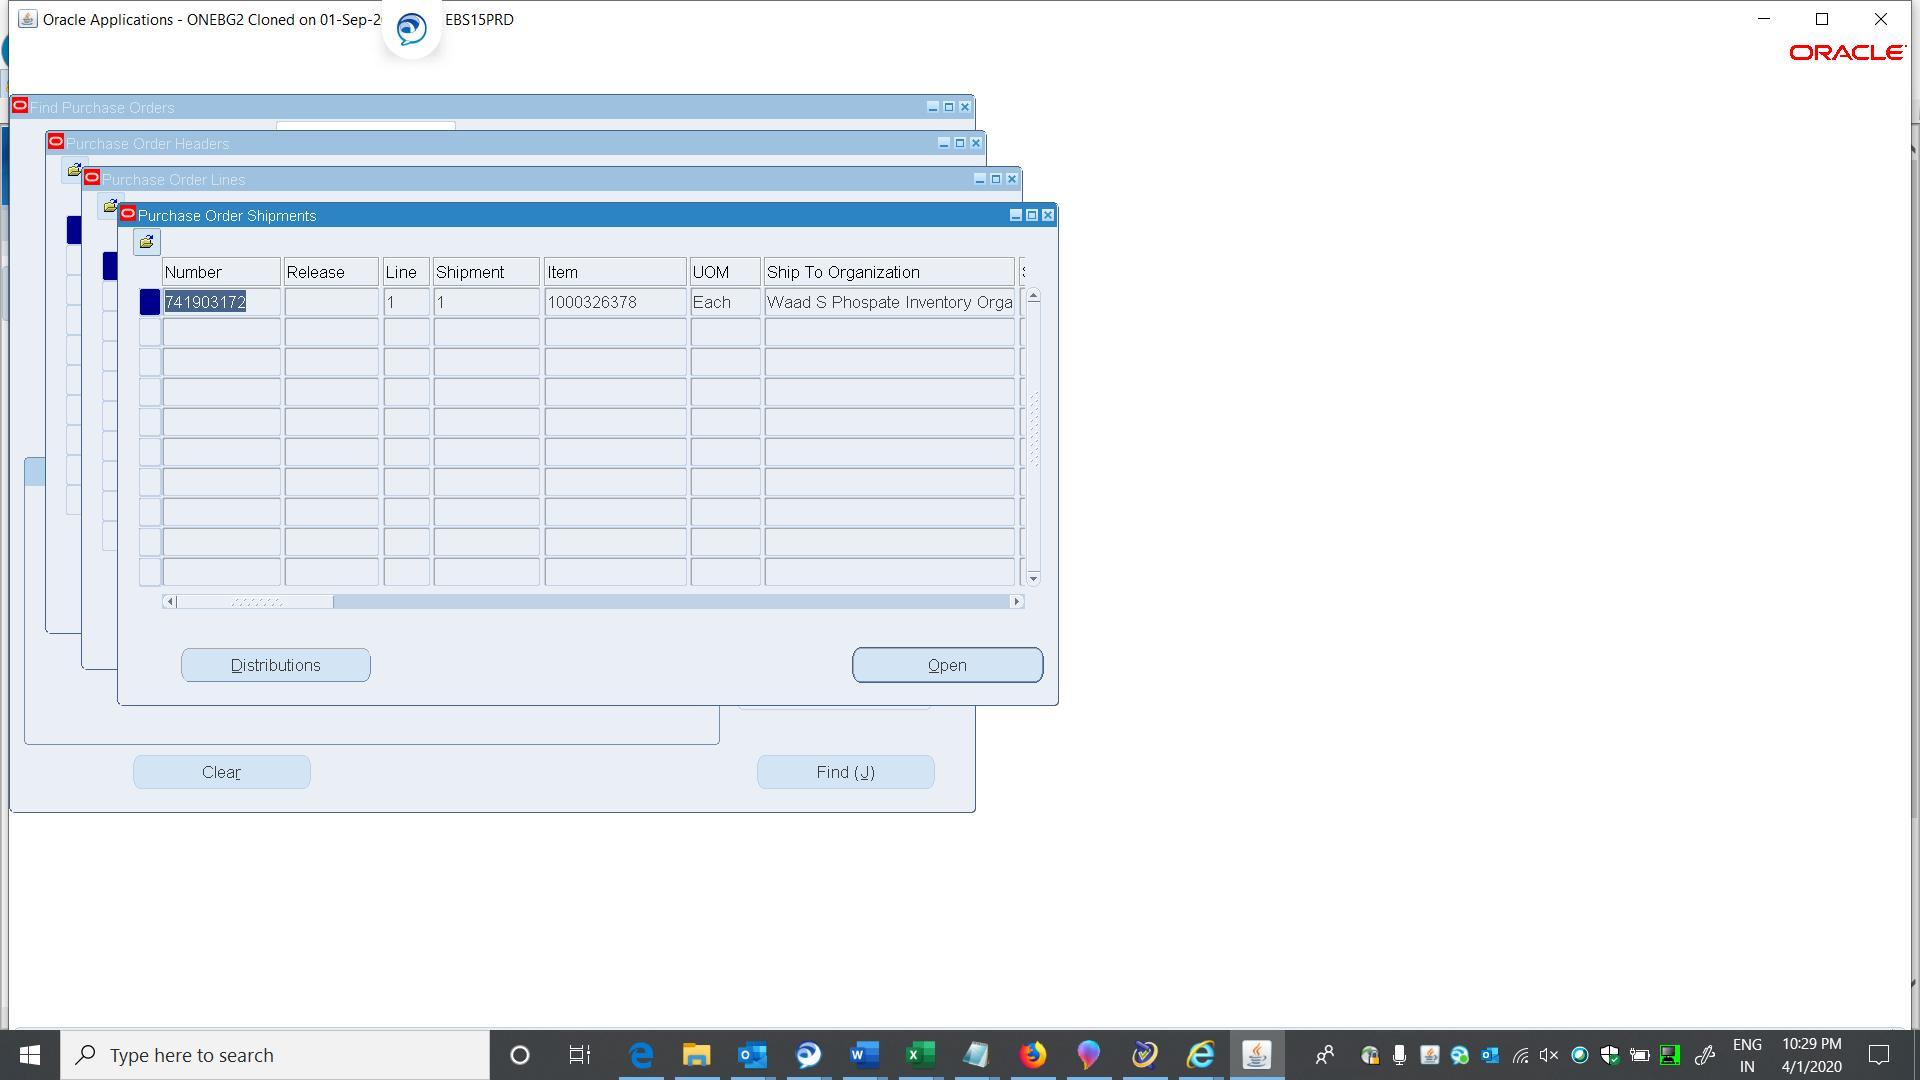 Oracle Applications - ONEBG2 Cloned on 01-Sep-2 EBS15PRD
ORACLE
Find Purchase Orders
Purchase Order Headers
Purchase Order Lines
Purchase Order Shipments
Number Release Line Shipment Item UOM Ship To Organization
741903172 1 1 1000326378 Each Waad S Phospate Inventory Orga
Distributions Open
Clear Find (J)
Type here to search
ENG
IN
10:29 PM
4/1/2020